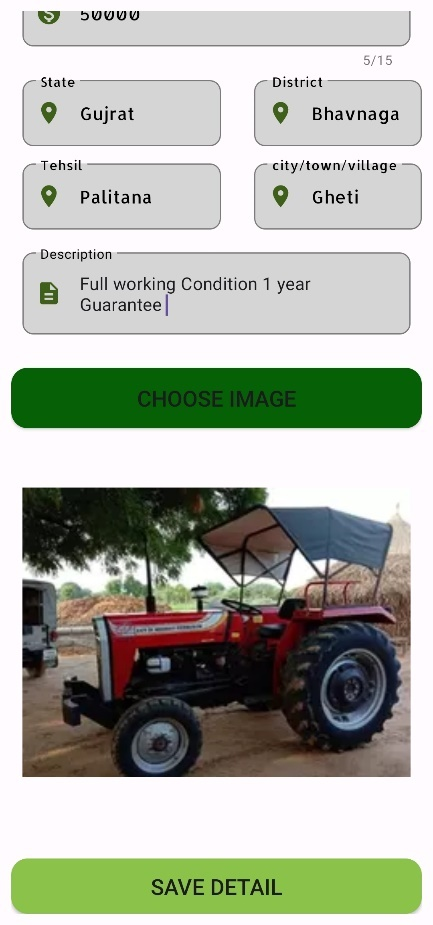 50000
5/15
State
District
Gujrat
Bhavnaga
Tehsil
city/town/village
Palitana
Gheti
Description
Full working Condition 1 year
Guarantee
CHOOSE IMAGE
SAVE DETAIL